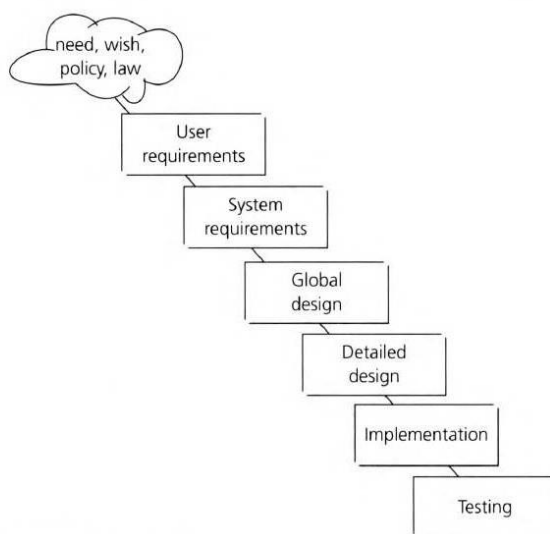 need, wish,
policy, law
User
requirements
System
requirements
Global
design
Detailed
design
Implementation
Testing